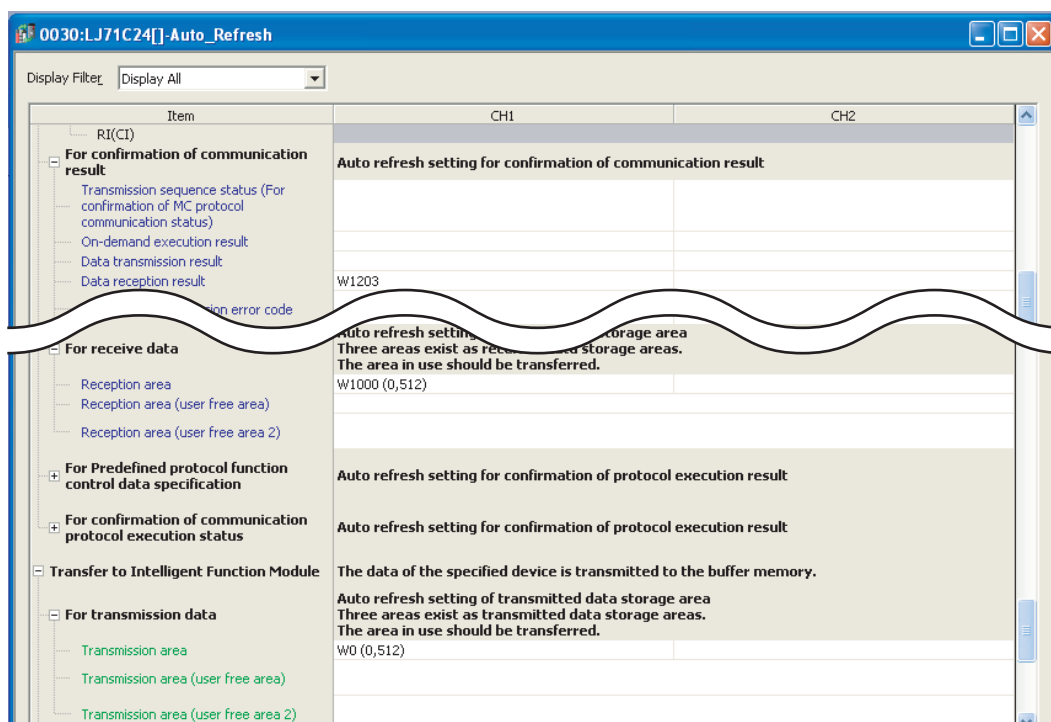 0030:LJ71C24[]-Auto_Refresh
Display Filter Display All
Item CH1 CH2
RI(CI)
For confirmation of communication
result
Auto refresh setting for confirmation of communication result
Transmission sequence status (For
confirmation of MC protocol
communication status)
On-demand execution result
Data transmission result
Data reception result W1203
error code
For receive data
Auto refresh setting storage area
Three areas exist as data storage areas.
The area in use should be transferred.
Reception area W1000 (0,512)
Reception area (user free area)
Reception area (user free area 2)
For Predefined protocol function
control data specification
Auto refresh setting for confirmation of protocol execution result
For confirmation of communication
protocol execution status
Auto refresh setting for confirmation of protocol execution result
Transfer to Intelligent Function Module The data of the specified device is transmitted to the buffer memory.
For transmission data
Auto refresh setting of transmitted data storage area
Three areas exist as transmitted data storage areas.
The area in use should be transferred.
Transmission area W0 (0,512)
Transmission area (user free area)
Transmission area (user free area 2)